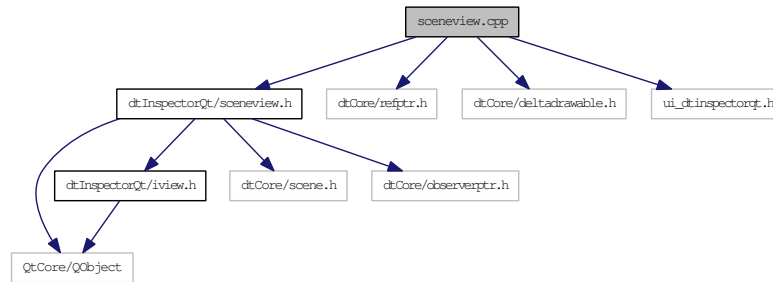 sceneview.cpp
dtInspectorQt/sceneview.h
dtCore/refptr.h
dtCore/deltadrawable.h
ui_dtinspectorqt.h
dtInspectorQt/iview.h
dtCore/scene.h
dtCore/observerptr.h
QtCore/QObject